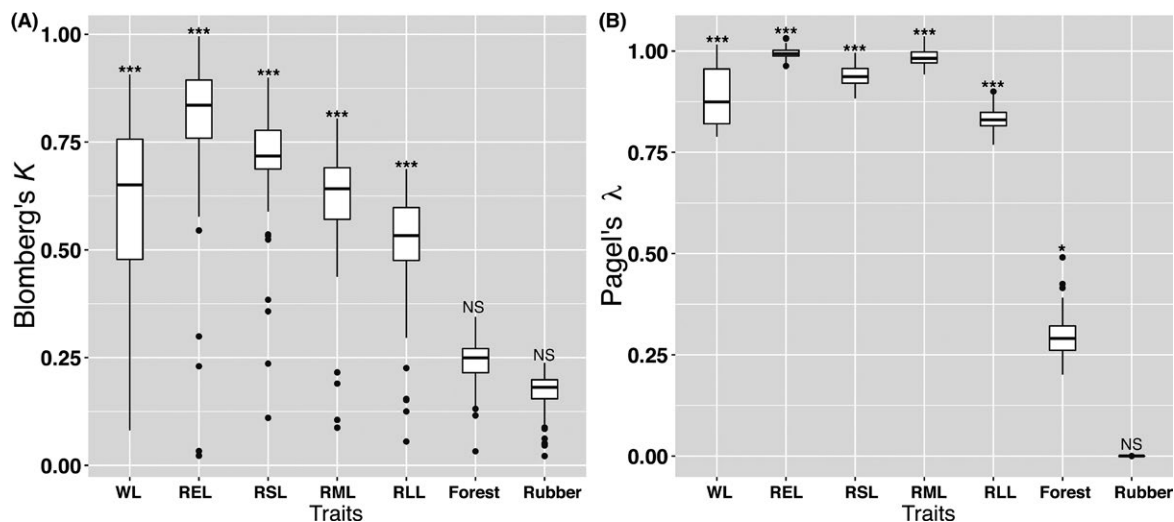 (A)
Blomberg's K
1.00
0.75
0.50
0.25
0.00
***
***
***
***
***
NS
NS
WL REL RSL RML RLL Forest Rubber
Traits
(B)
Pagel's λ
1.00
0.75
0.50
0.25
0.00
***
***
***
***
***
*
NS
WL REL RSL RML RLL Forest Rubber
Traits